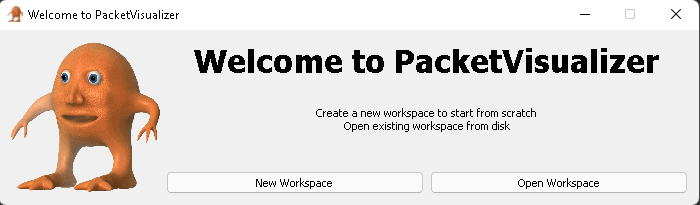 Welcome to PacketVisualizer
Welcome to PacketVisualizer
Create a new workspace to start from scratch
Open existing workspace from disk
New Workspace
Open Workspace